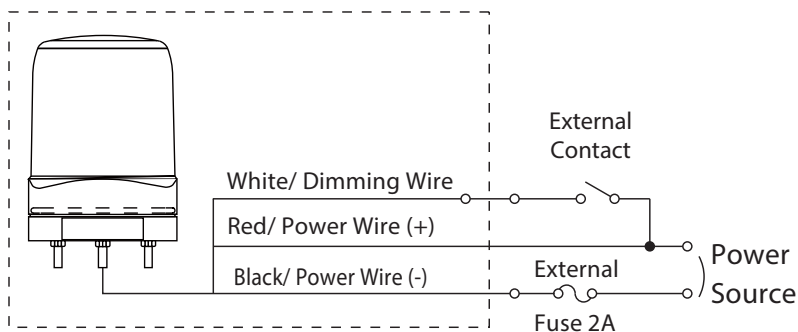 External
Contact
White/ Dimming Wire
Red/ Power Wire (+)
Black/ Power Wire (-)
External
Fuse 2A
Power
Source